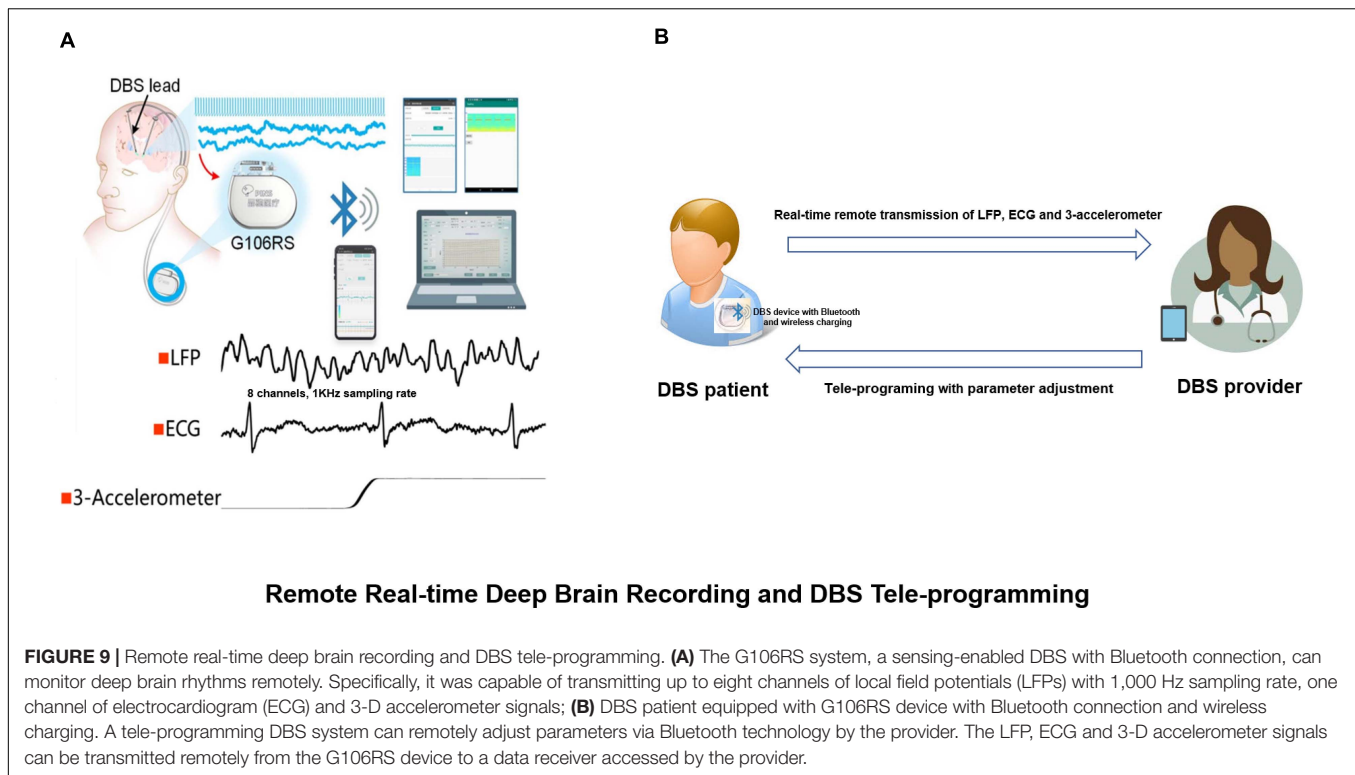 A
B
DBS lead
PINS
品驰医疗
G106RS
Real-time remote transmission of LFP, ECG and 3-accelerometer
DBS device with Bluetooth
and wireless charging
LFP
8 channels, 1KHz sampling rate
ECG
3-Accelerometer
DBS patient
Tele-programing with parameter adjustment
DBS provider
Remote Real-time Deep Brain Recording and DBS Tele-programming
FIGURE 9 | Remote real-time deep brain recording and DBS tele-programming. (A) The G106RS system, a sensing-enabled DBS with Bluetooth connection, can
monitor deep brain rhythms remotely. Specifically, it was capable of transmitting up to eight channels of local field potentials (LFPs) with 1,000 Hz sampling rate, one
channel of electrocardiogram (ECG) and 3-D accelerometer signals; (B) DBS patient equipped with G106RS device with Bluetooth connection and wireless
charging. A tele-programming DBS system can remotely adjust parameters via Bluetooth technology by the provider. The LFP, ECG and 3-D accelerometer signals
can be transmitted remotely from the G106RS device to a data receiver accessed by the provider.